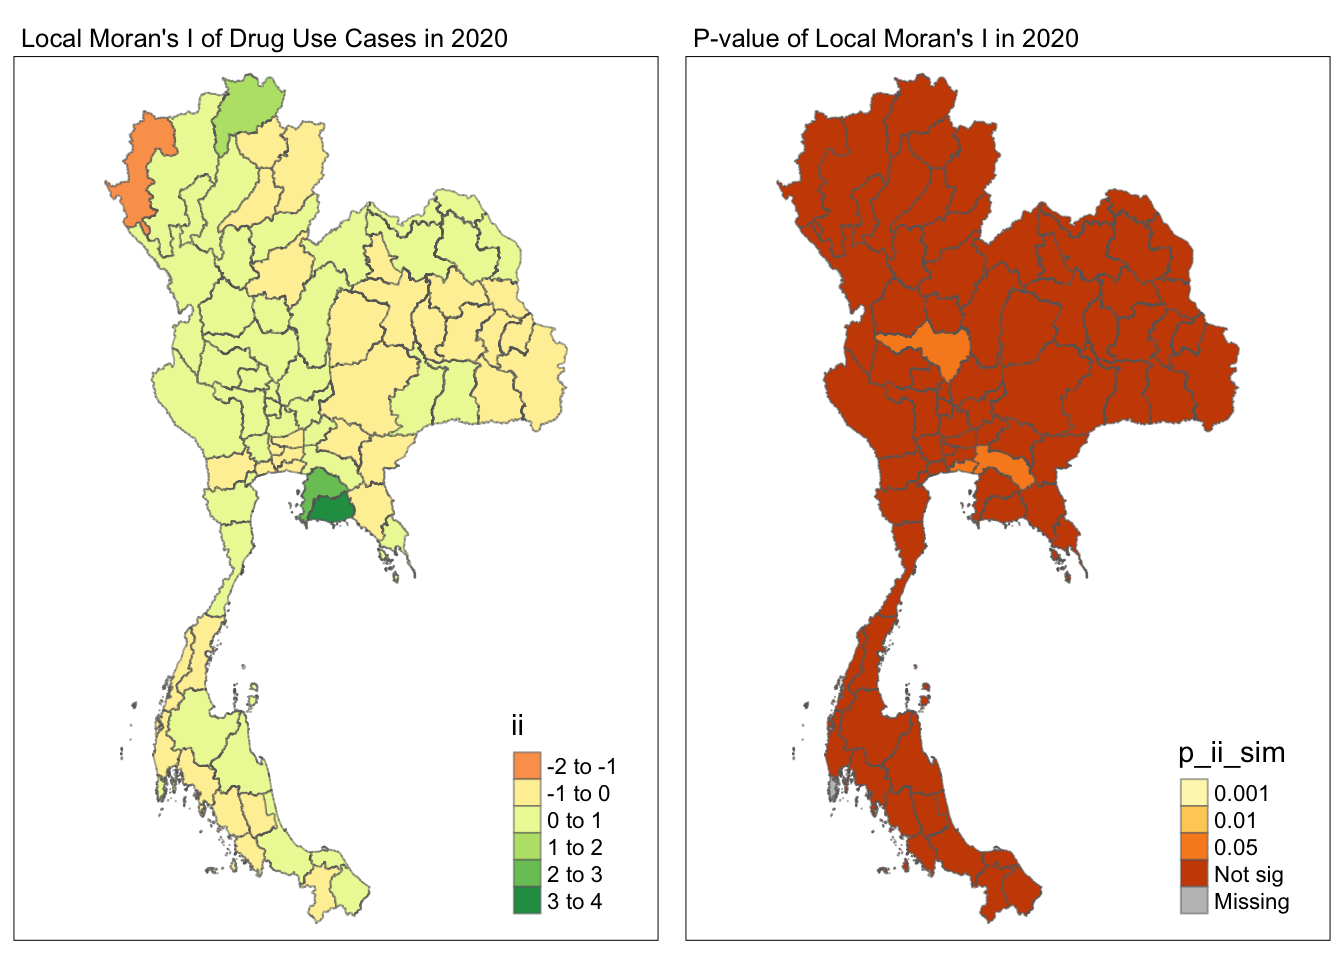 Local Moran's I of Drug Use Cases in 2020
ii
-2 to -1
-1 to 0
0 to 1
1 to 2
2 to 3
3 to 4
P-value of Local Moran's I in 2020
p_ii_sim
0.001
0.01
0.05
Not sig
Missing